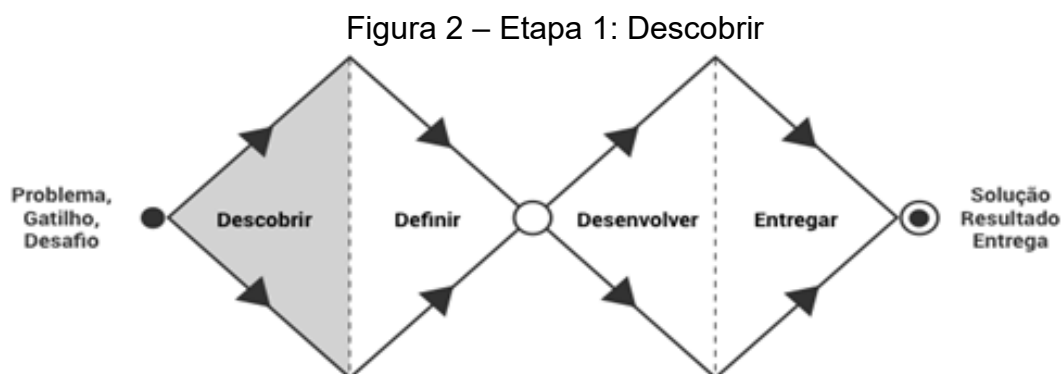 Figura 2 – Etapa 1: Descobrir
Problema,
Gatilho,
Desafio
Descobrir
Definir
Desenvolver
Entregar
Solução
Resultado
Entrega